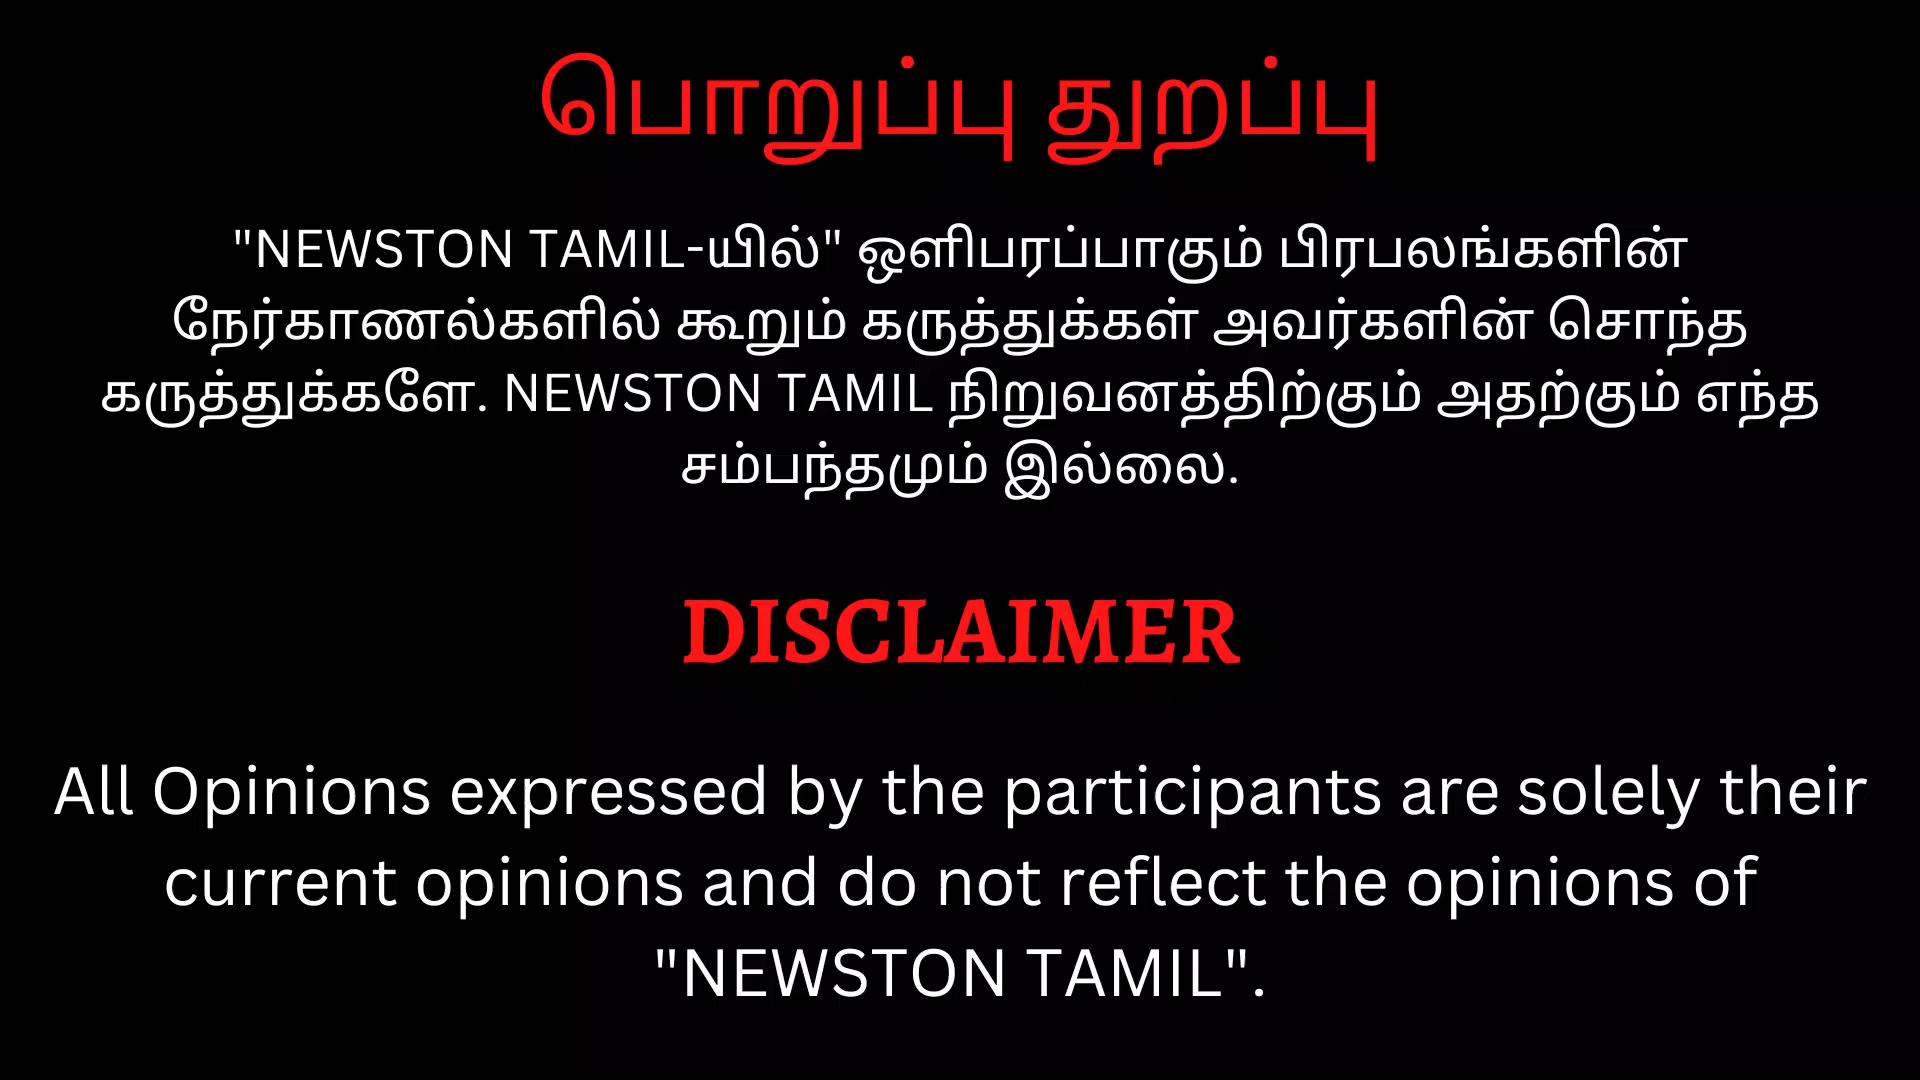 பொறுப்பு துறப்பு
"NEWSTON TAMIL-யில்" ஒளிபரப்பாகும் பிரபலங்களின்
நேர்காணல்களில் கூறும் கருத்துக்கள் அவர்களின் சொந்த
கருத்துக்களே. NEWSTON TAMIL நிறுவனத்திற்கும் அதற்கும் எந்த
சம்பந்தமும் இல்லை.
DISCLAIMER
All Opinions expressed by the participants are solely their
current opinions and do not reflect the opinions of
"NEWSTON TAMIL".